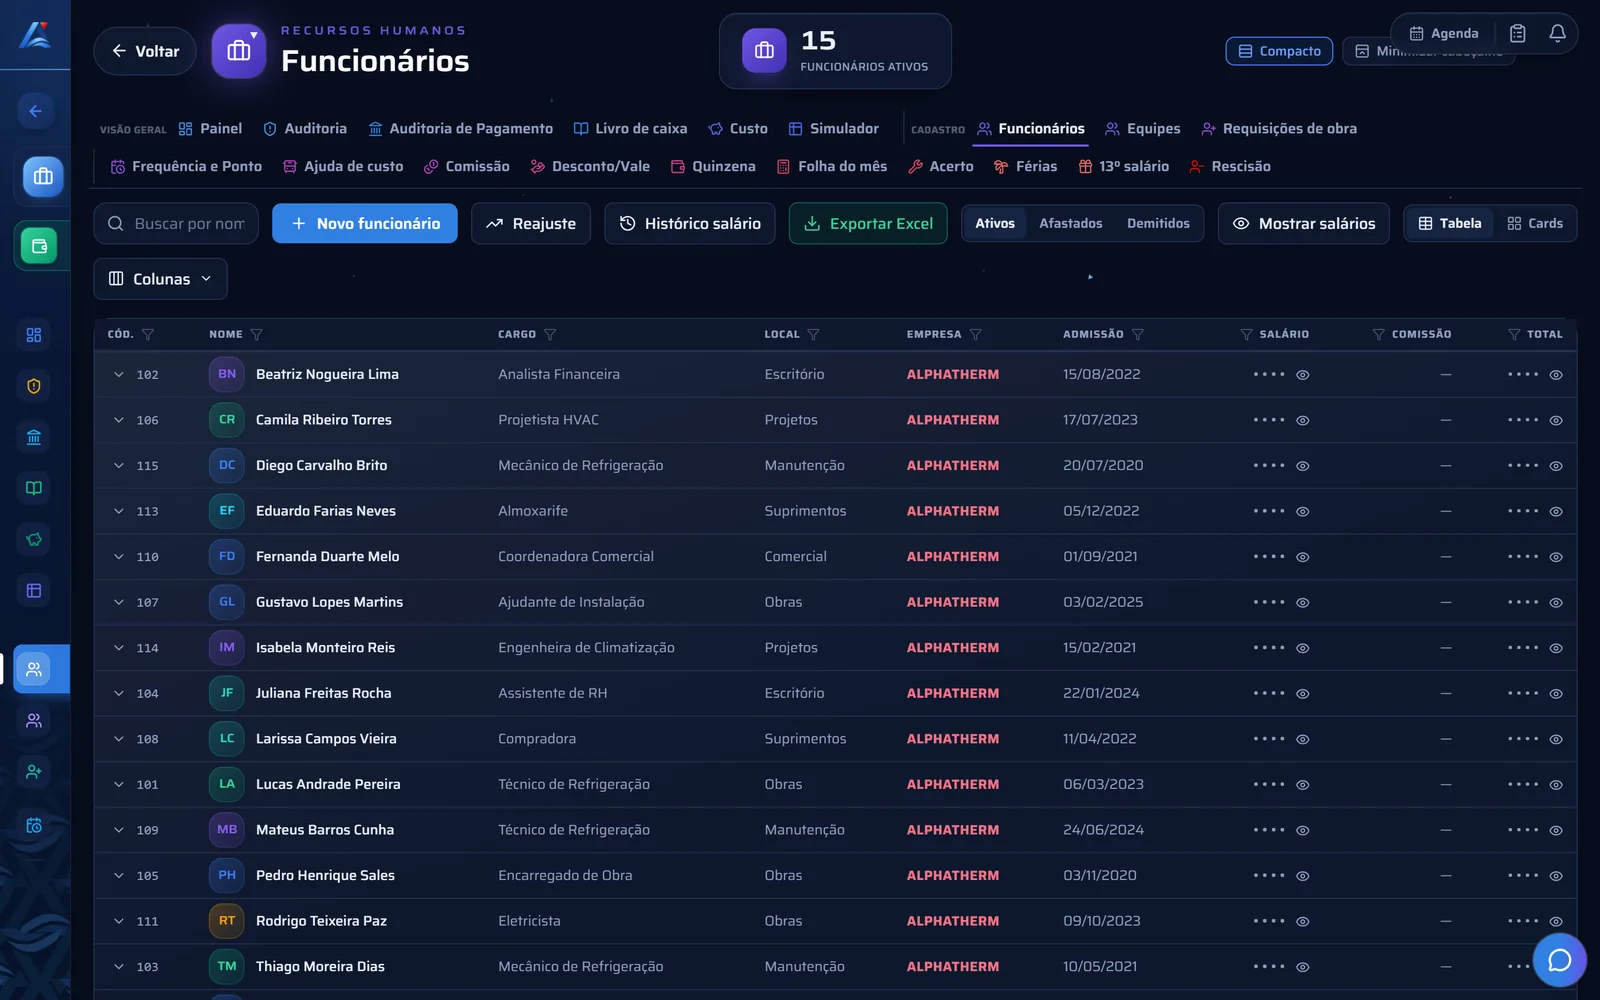 Voltar
RECURSOS HUMANOS
Funcionários
15
FUNCIONÁRIOS ATIVOS
Compacto
Agenda
VISÃO GERAL Painel Auditoria Auditoria de Pagamento Livro de caixa Custo Simulador CADASTRO Funcionários Equipes Requisições de obra
Frequência e Ponto Ajuda de custo Comissão Desconto/Vale Quinzena Folha do mês Acerto Férias 13º salário Rescisão
Buscar por nom Novo funcionário Reajuste Histórico salário Exportar Excel Ativos Afastados Demitidos Mostrar salários Tabela Cards
Colunas
CÓD. NOME CARGO LOCAL EMPRESA ADMISSÃO SALÁRIO COMISSÃO TOTAL
102 BN Beatriz Nogueira Lima Analista Financeira Escritório ALPHATHERM 15/08/2022 •••• — ••••
106 CR Camila Ribeiro Torres Projetista HVAC Projetos ALPHATHERM 17/07/2023 •••• — ••••
115 DC Diego Carvalho Brito Mecânico de Refrigeração Manutenção ALPHATHERM 20/07/2020 •••• — ••••
113 EF Eduardo Farias Neves Almoxarife Suprimentos ALPHATHERM 05/12/2022 •••• — ••••
110 FD Fernanda Duarte Melo Coordenadora Comercial Comercial ALPHATHERM 01/09/2021 •••• — ••••
107 GL Gustavo Lopes Martins Ajudante de Instalação Obras ALPHATHERM 03/02/2025 •••• — ••••
114 IM Isabela Monteiro Reis Engenheira de Climatização Projetos ALPHATHERM 15/02/2021 •••• — ••••
104 JF Juliana Freitas Rocha Assistente de RH Escritório ALPHATHERM 22/01/2024 •••• — ••••
108 LC Larissa Campos Vieira Compradora Suprimentos ALPHATHERM 11/04/2022 •••• — ••••
101 LA Lucas Andrade Pereira Técnico de Refrigeração Obras ALPHATHERM 06/03/2023 •••• — ••••
109 MB Mateus Barros Cunha Técnico de Refrigeração Manutenção ALPHATHERM 24/06/2024 •••• — ••••
105 PH Pedro Henrique Sales Encarregado de Obra Obras ALPHATHERM 03/11/2020 •••• — ••••
111 RT Rodrigo Teixeira Paz Eletricista Obras ALPHATHERM 09/10/2023 •••• — ••••
103 TM Thiago Moreira Dias Mecânico de Refrigeração Manutenção ALPHATHERM 10/05/2021 •••• — •••